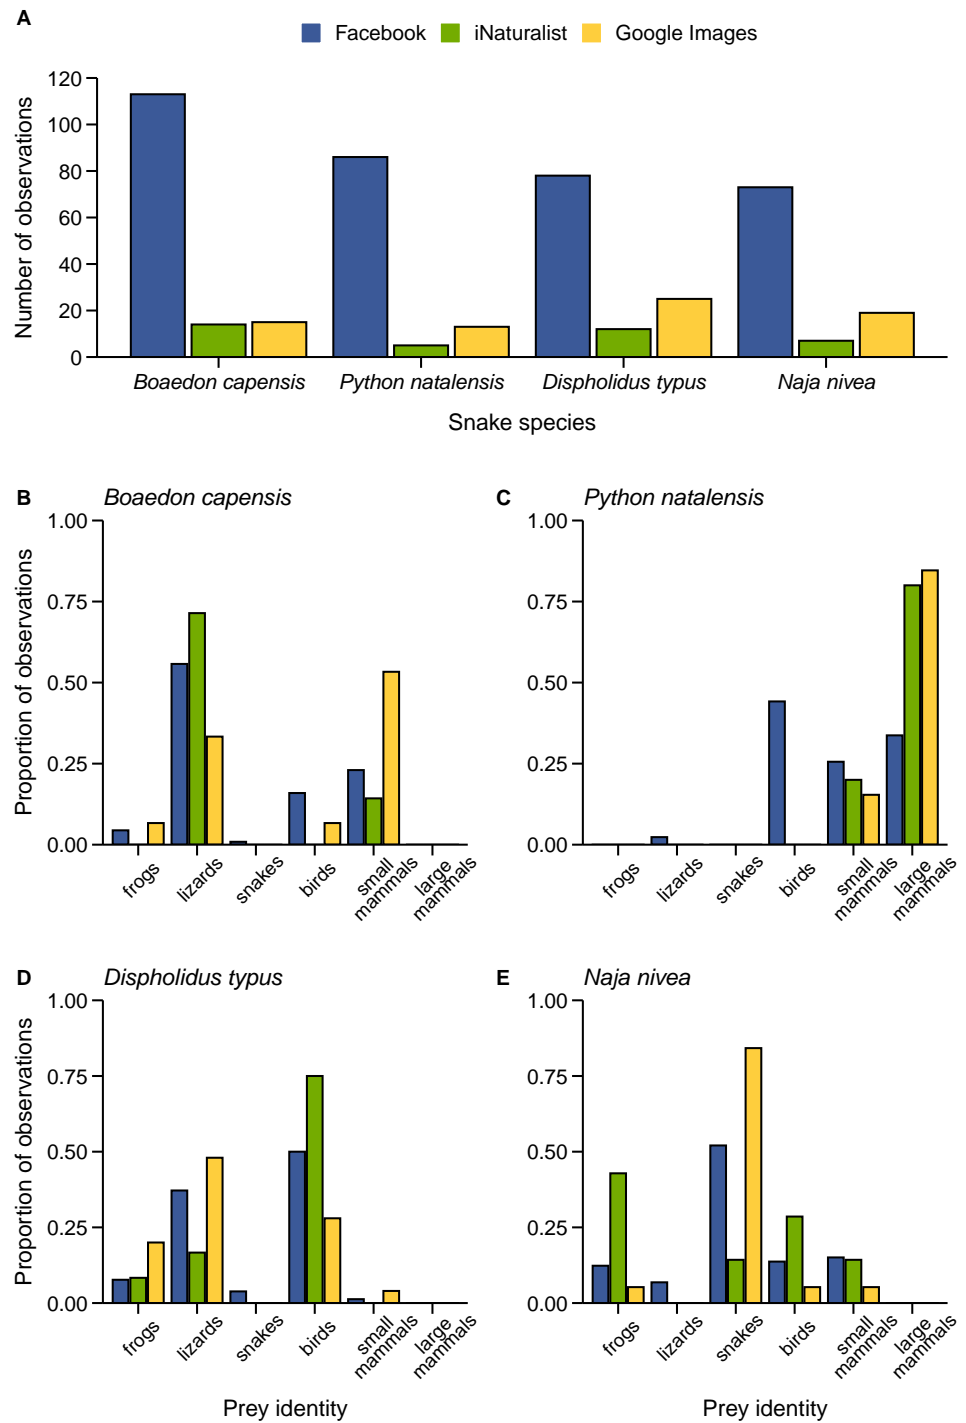 A
Facebook iNaturalist Google Images
Number of observations
120
100
80
60
40
20
0
Boaedon capensis Python natalensis Dispholidus typus Naja nivea
Snake species
B Boaedon capensis
Proportion of observations
1.00
0.75
0.50
0.25
0.00
frogs lizards snakes birds small mammals large mammals
C Python natalensis
1.00
0.75
0.50
0.25
0.00
frogs lizards snakes birds small mammals large mammals
D Dispholidus typus
Proportion of observations
1.00
0.75
0.50
0.25
0.00
frogs lizards snakes birds small mammals large mammals
Prey identity
E Naja nivea
1.00
0.75
0.50
0.25
0.00
frogs lizards snakes birds small mammals large mammals
Prey identity